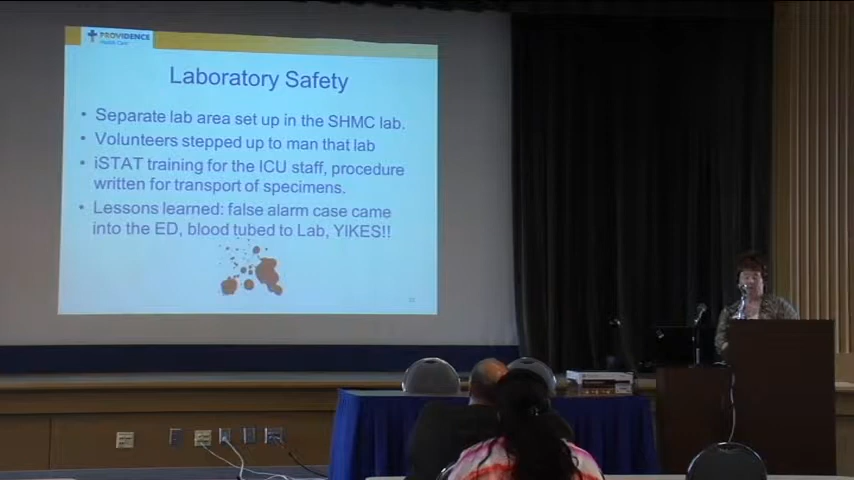 PROVIDENCE
Health Care
Laboratory Safety
• Separate lab area set up in the SHMC lab.
• Volunteers stepped up to man that lab
• iSTAT training for the ICU staff, procedure
written for transport of specimens.
• Lessons learned: false alarm case came
into the ED, blood tubed to Lab, YIKES!!